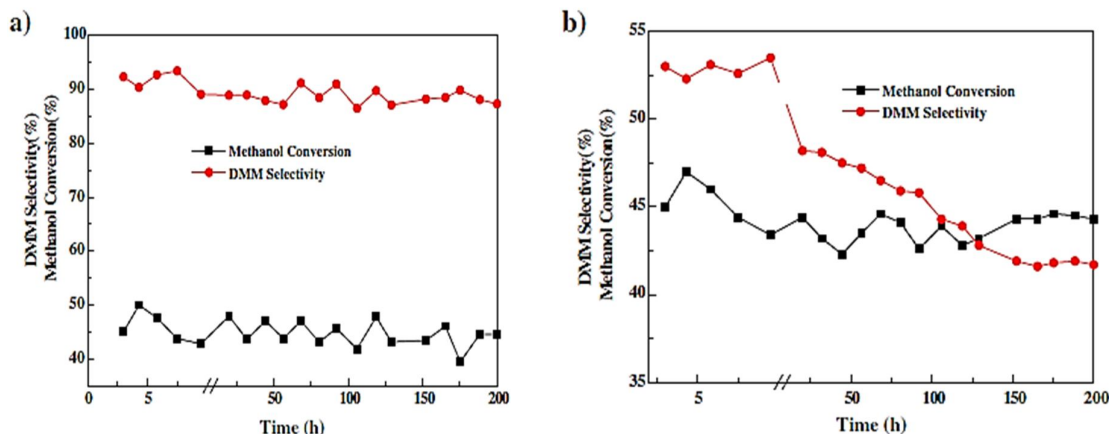 a)
100
90
80
70
60
50
40
DMM Selectivity(%)
Methanol Conversion(%)
Methanol Conversion
DMM Selectivity
0 5 50 100 150 200
Time (h)
b)
55
50
45
40
35
DMM Selectivity(%)
Methanol Conversion(%)
Methanol Conversion
DMM Selectivity
5 50 100 150 200
Time (h)